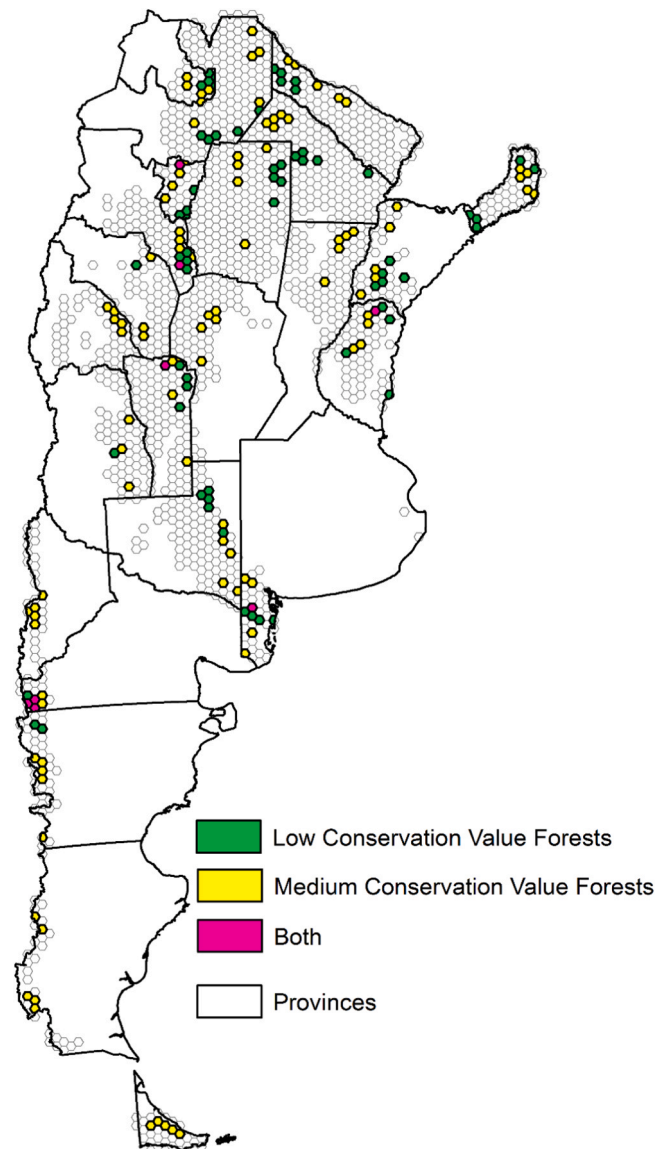 Low Conservation Value Forests
Medium Conservation Value Forests
Both
Provinces